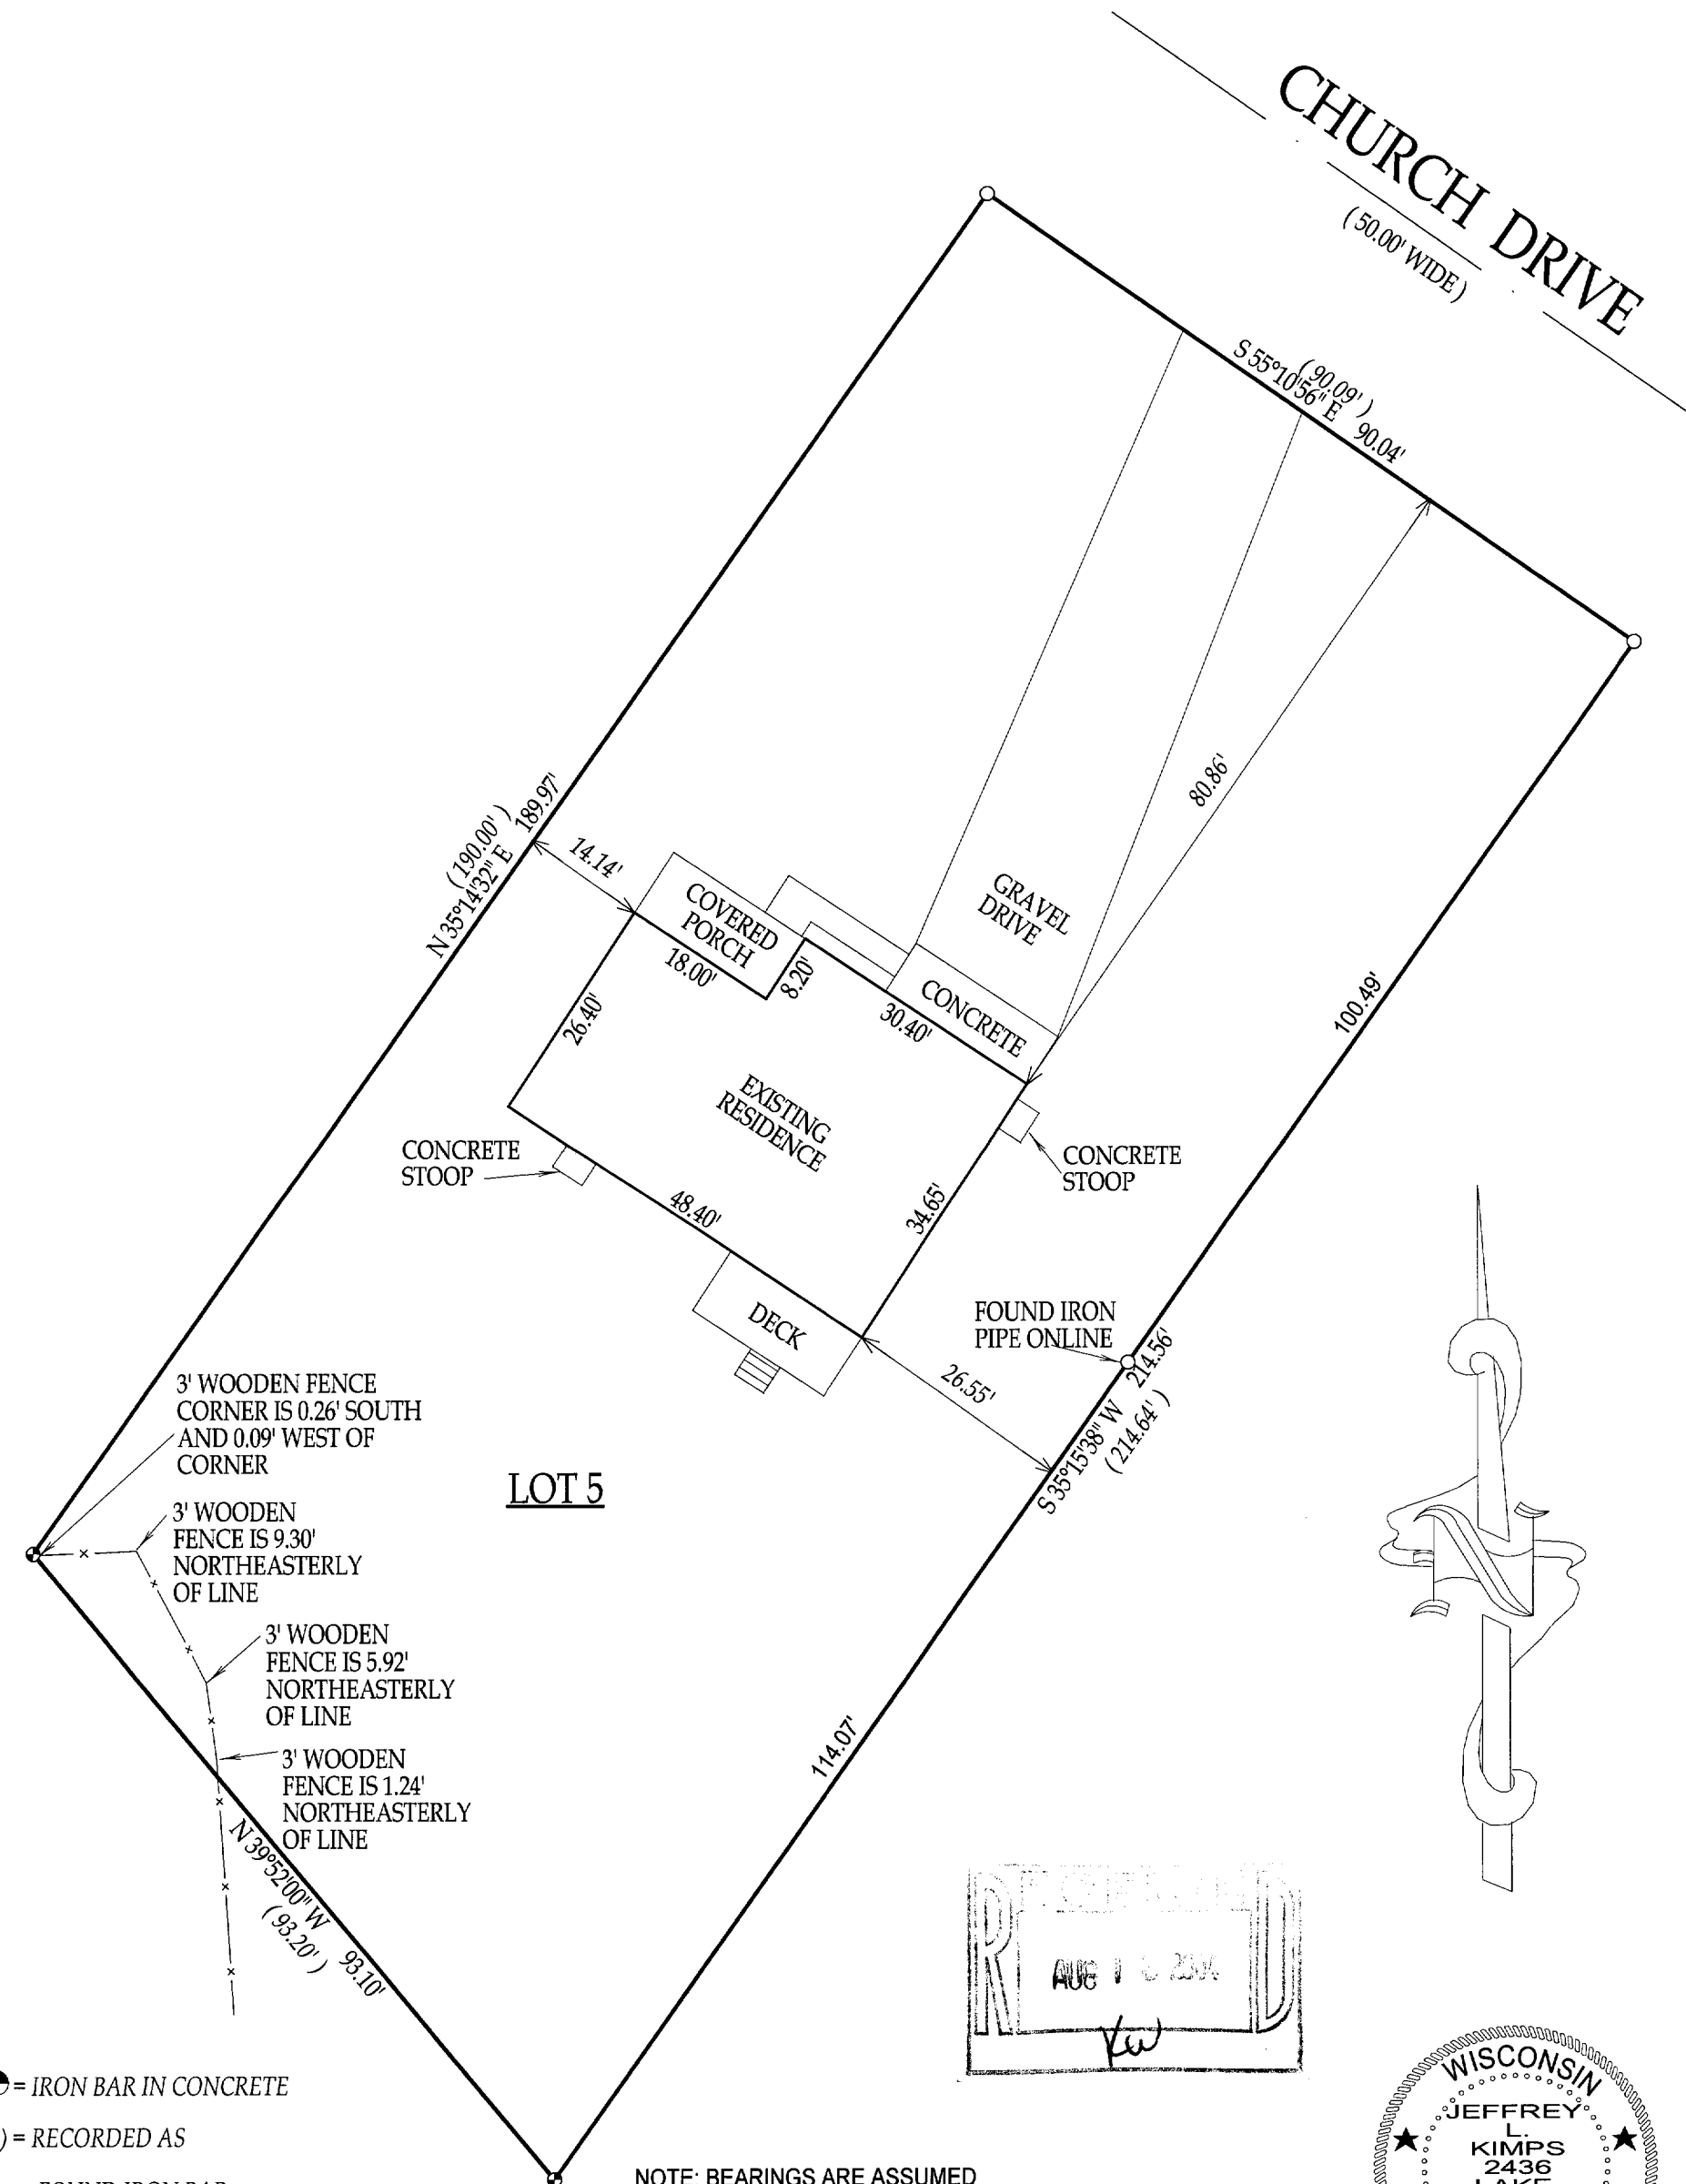 CHURCH DRIVE
( 50.00' WIDE )
( 90.09' )
S 55°10'56" E 90.04'
80.86'
( 190.00' )
N 35°14'32" E 189.97'
14.14'
COVERED
PORCH
18.00'
8.20'
GRAVEL
DRIVE
CONCRETE
30.40'
26.40'
100.49'
EXISTING
RESIDENCE
CONCRETE
STOOP
CONCRETE
STOOP
48.40'
34.65'
DECK
FOUND IRON
PIPE ONLINE
26.55'
S 35°15'38" W 214.56'
( 214.64' )
3' WOODEN FENCE
CORNER IS 0.26' SOUTH
AND 0.09' WEST OF
CORNER
LOT 5
3' WOODEN
FENCE IS 9.30'
NORTHEASTERLY
OF LINE
3' WOODEN
FENCE IS 5.92'
NORTHEASTERLY
OF LINE
3' WOODEN
FENCE IS 1.24'
NORTHEASTERLY
OF LINE
114.07'
N 39°52'00" W 93.10'
( 93.20' )
N
AUG
KW
= IRON BAR IN CONCRETE
) = RECORDED AS
NOTE: BEARINGS ARE ASSUMED
WISCONSIN
JEFFREY
L.
KIMPS
2436
LAKE